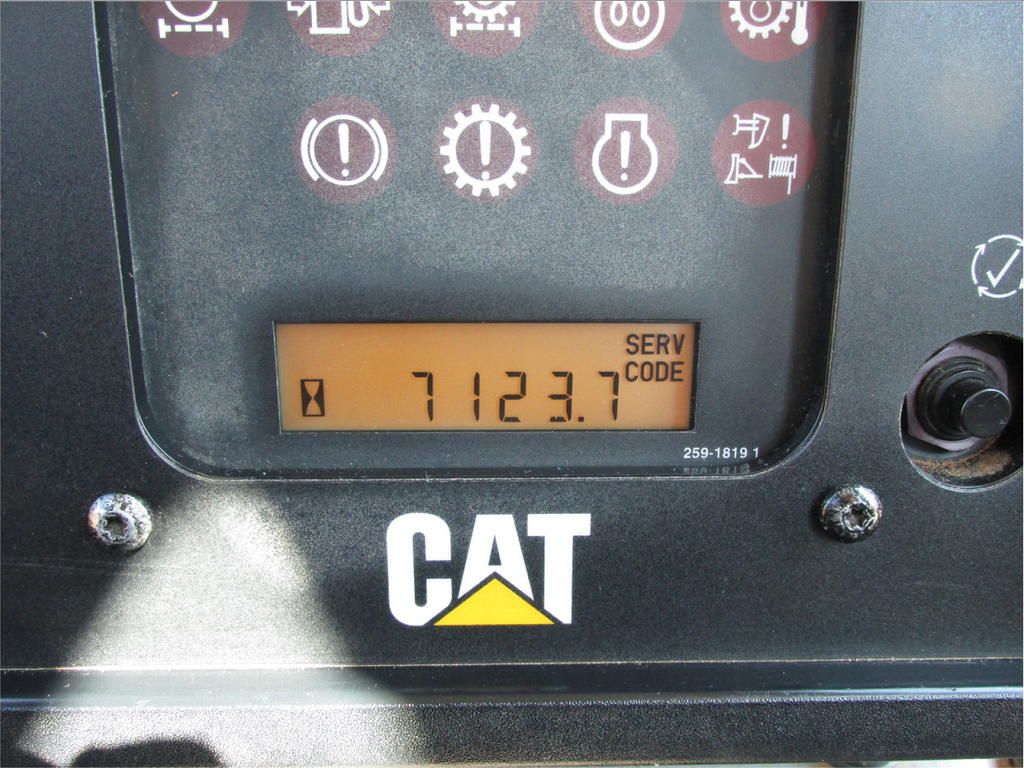 SERV
CODE
7123.7
259-1819 1
CAT